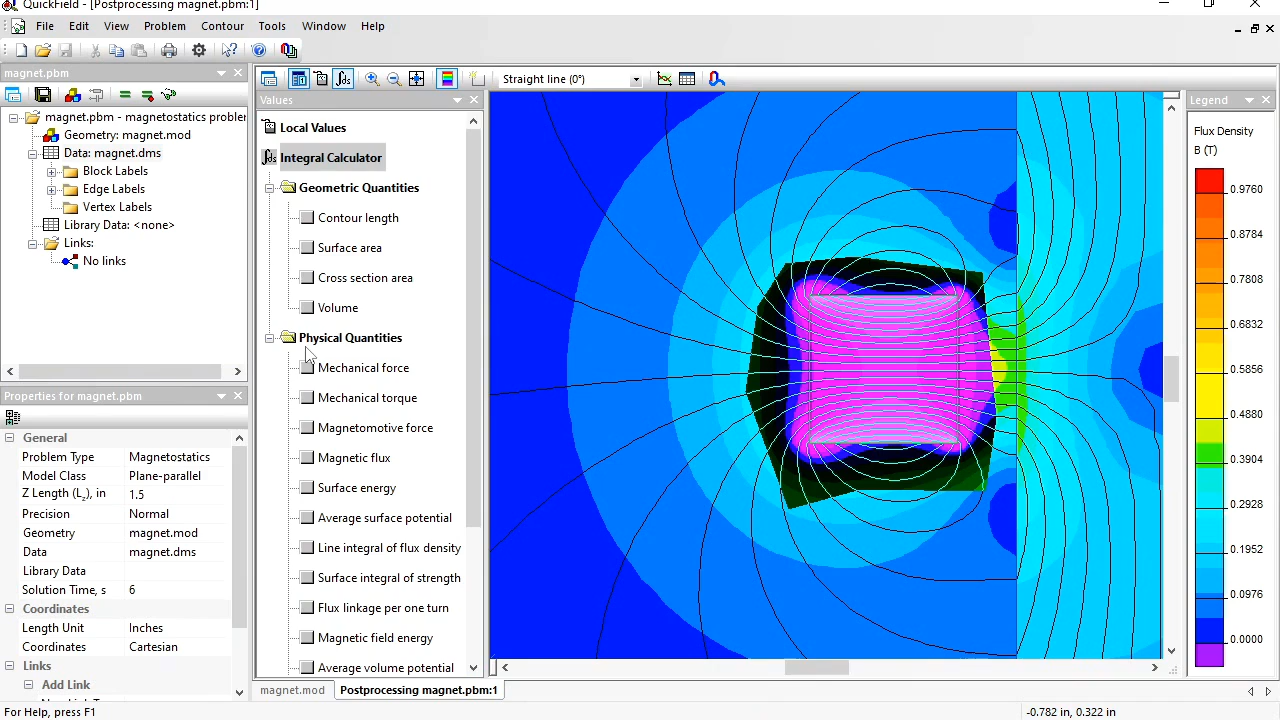 QuickField - [Postprocessing magnet.pbm:1]
File Edit View Problem Contour Tools Window Help
magnet.pbm
magnet.pbm - magnetostatics probler
Geometry: magnet.mod
Data: magnet.dms
Block Labels
Edge Labels
Vertex Labels
Library Data: <none>
Links:
No links
Properties for magnet.pbm
General
Problem Type Magnetostatics
Model Class Plane-parallel
Z Length (Lz), in 1.5
Precision Normal
Geometry magnet.mod
Data magnet.dms
Library Data
Solution Time, s 6
Coordinates
Length Unit Inches
Coordinates Cartesian
Links
Add Link
Straight line (0°)
Values
Local Values
Integral Calculator
Geometric Quantities
Contour length
Surface area
Cross section area
Volume
Physical Quantities
Mechanical force
Mechanical torque
Magnetomotive force
Magnetic flux
Surface energy
Average surface potential
Line integral of flux density
Surface integral of strength
Flux linkage per one turn
Magnetic field energy
Average volume potential
Legend
Flux Density
B (T)
0.9760
0.8784
0.7808
0.6832
0.5856
0.4880
0.3904
0.2928
0.1952
0.0976
0.0000
magnet.mod Postprocessing magnet.pbm:1
For Help, press F1
-0.782 in, 0.322 in